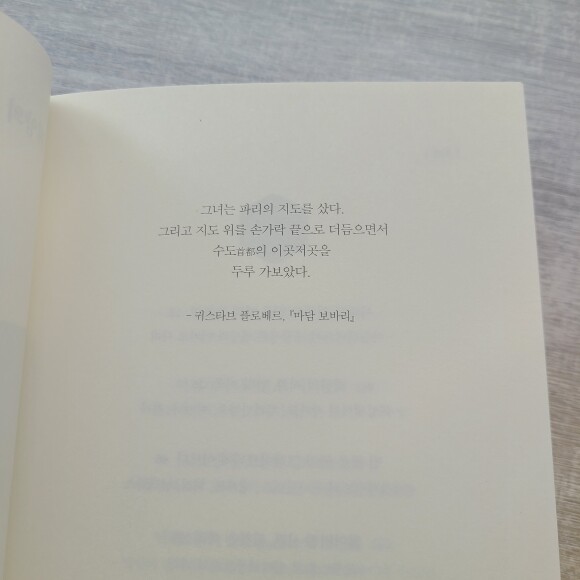 그녀는 파리의 지도를 샀다.
그리고 지도 위를 손가락 끝으로 더듬으면서
수도首都의 이곳저곳을
두루 가보았다.
- 귀스타브 플로베르, 『마담 보바리』